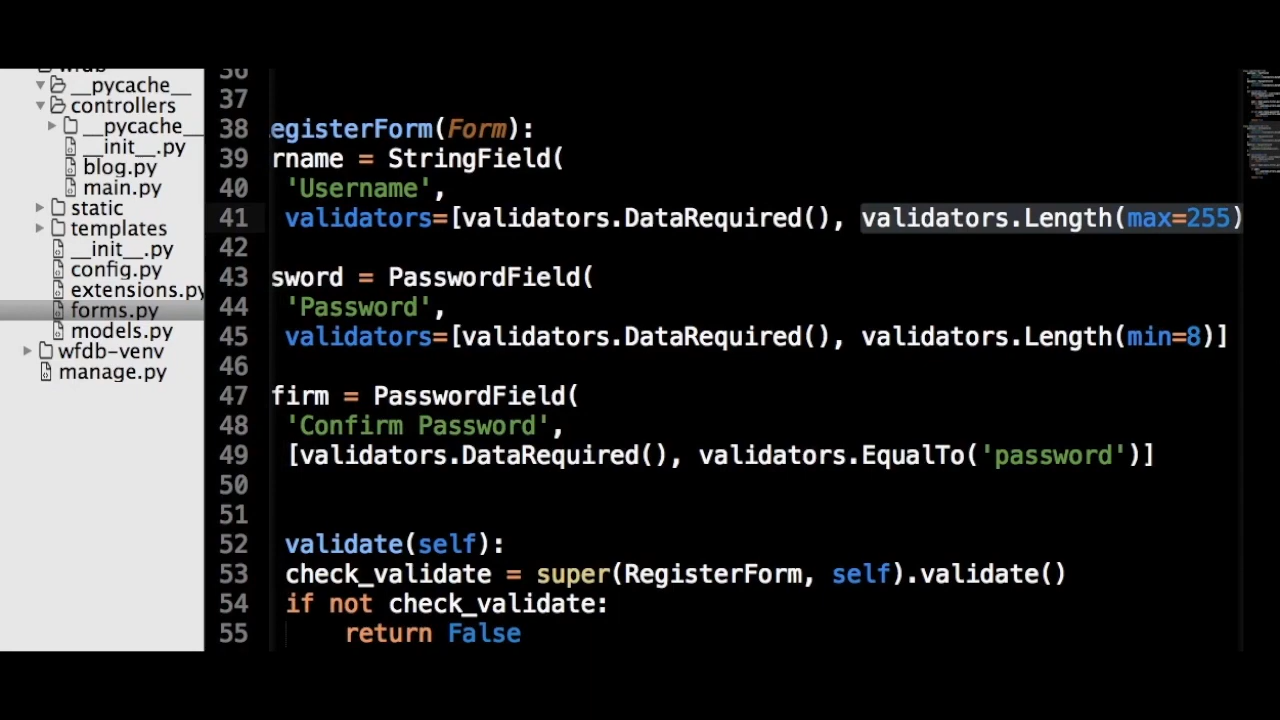 __pycache__
controllers
__pycache__
__init__.py
blog.py
main.py
static
templates
__init__.py
config.py
extensions.py
forms.py
models.py
wfdb-venv
manage.py
36
37
38 egisterForm(Form):
39 rname = StringField(
40 'Username',
41 validators=[validators.DataRequired(), validators.Length(max=255)
42
43 sword = PasswordField(
44 'Password',
45 validators=[validators.DataRequired(), validators.Length(min=8)]
46
47 firm = PasswordField(
48 'Confirm Password',
49 [validators.DataRequired(), validators.EqualTo('password')]
50
51
52 validate(self):
53 check_validate = super(RegisterForm, self).validate()
54 if not check_validate:
55 return False